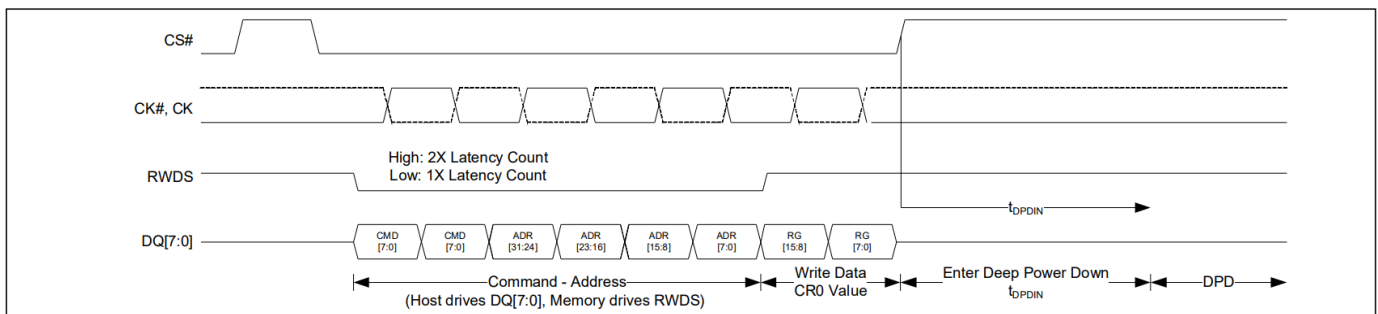 CS#
CK#, CK
High: 2X Latency Count
Low: 1X Latency Count
RWDS
t_DPDIN
DQ[7:0]
CMD [7:0]
CMD [7:0]
ADR [31:24]
ADR [23:16]
ADR [15:8]
ADR [7:0]
RG [15:8]
RG [7:0]
Command - Address
(Host drives DQ[7:0], Memory drives RWDS)
Write Data
CR0 Value
Enter Deep Power Down
t_DPDIN
DPD